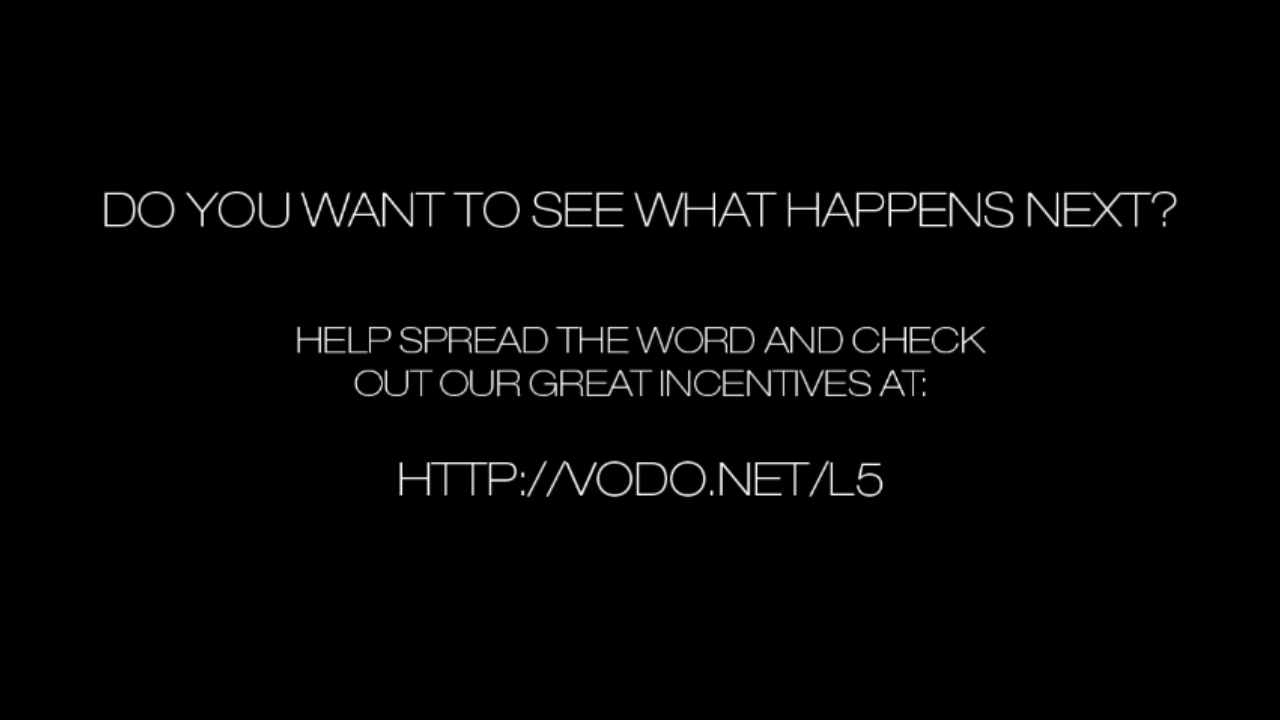 DO YOU WANT TO SEE WHAT HAPPENS NEXT?
HELP SPREAD THE WORD AND CHECK
OUT OUR GREAT INCENTIVES AT:
HTTP://VODO.NET/L5